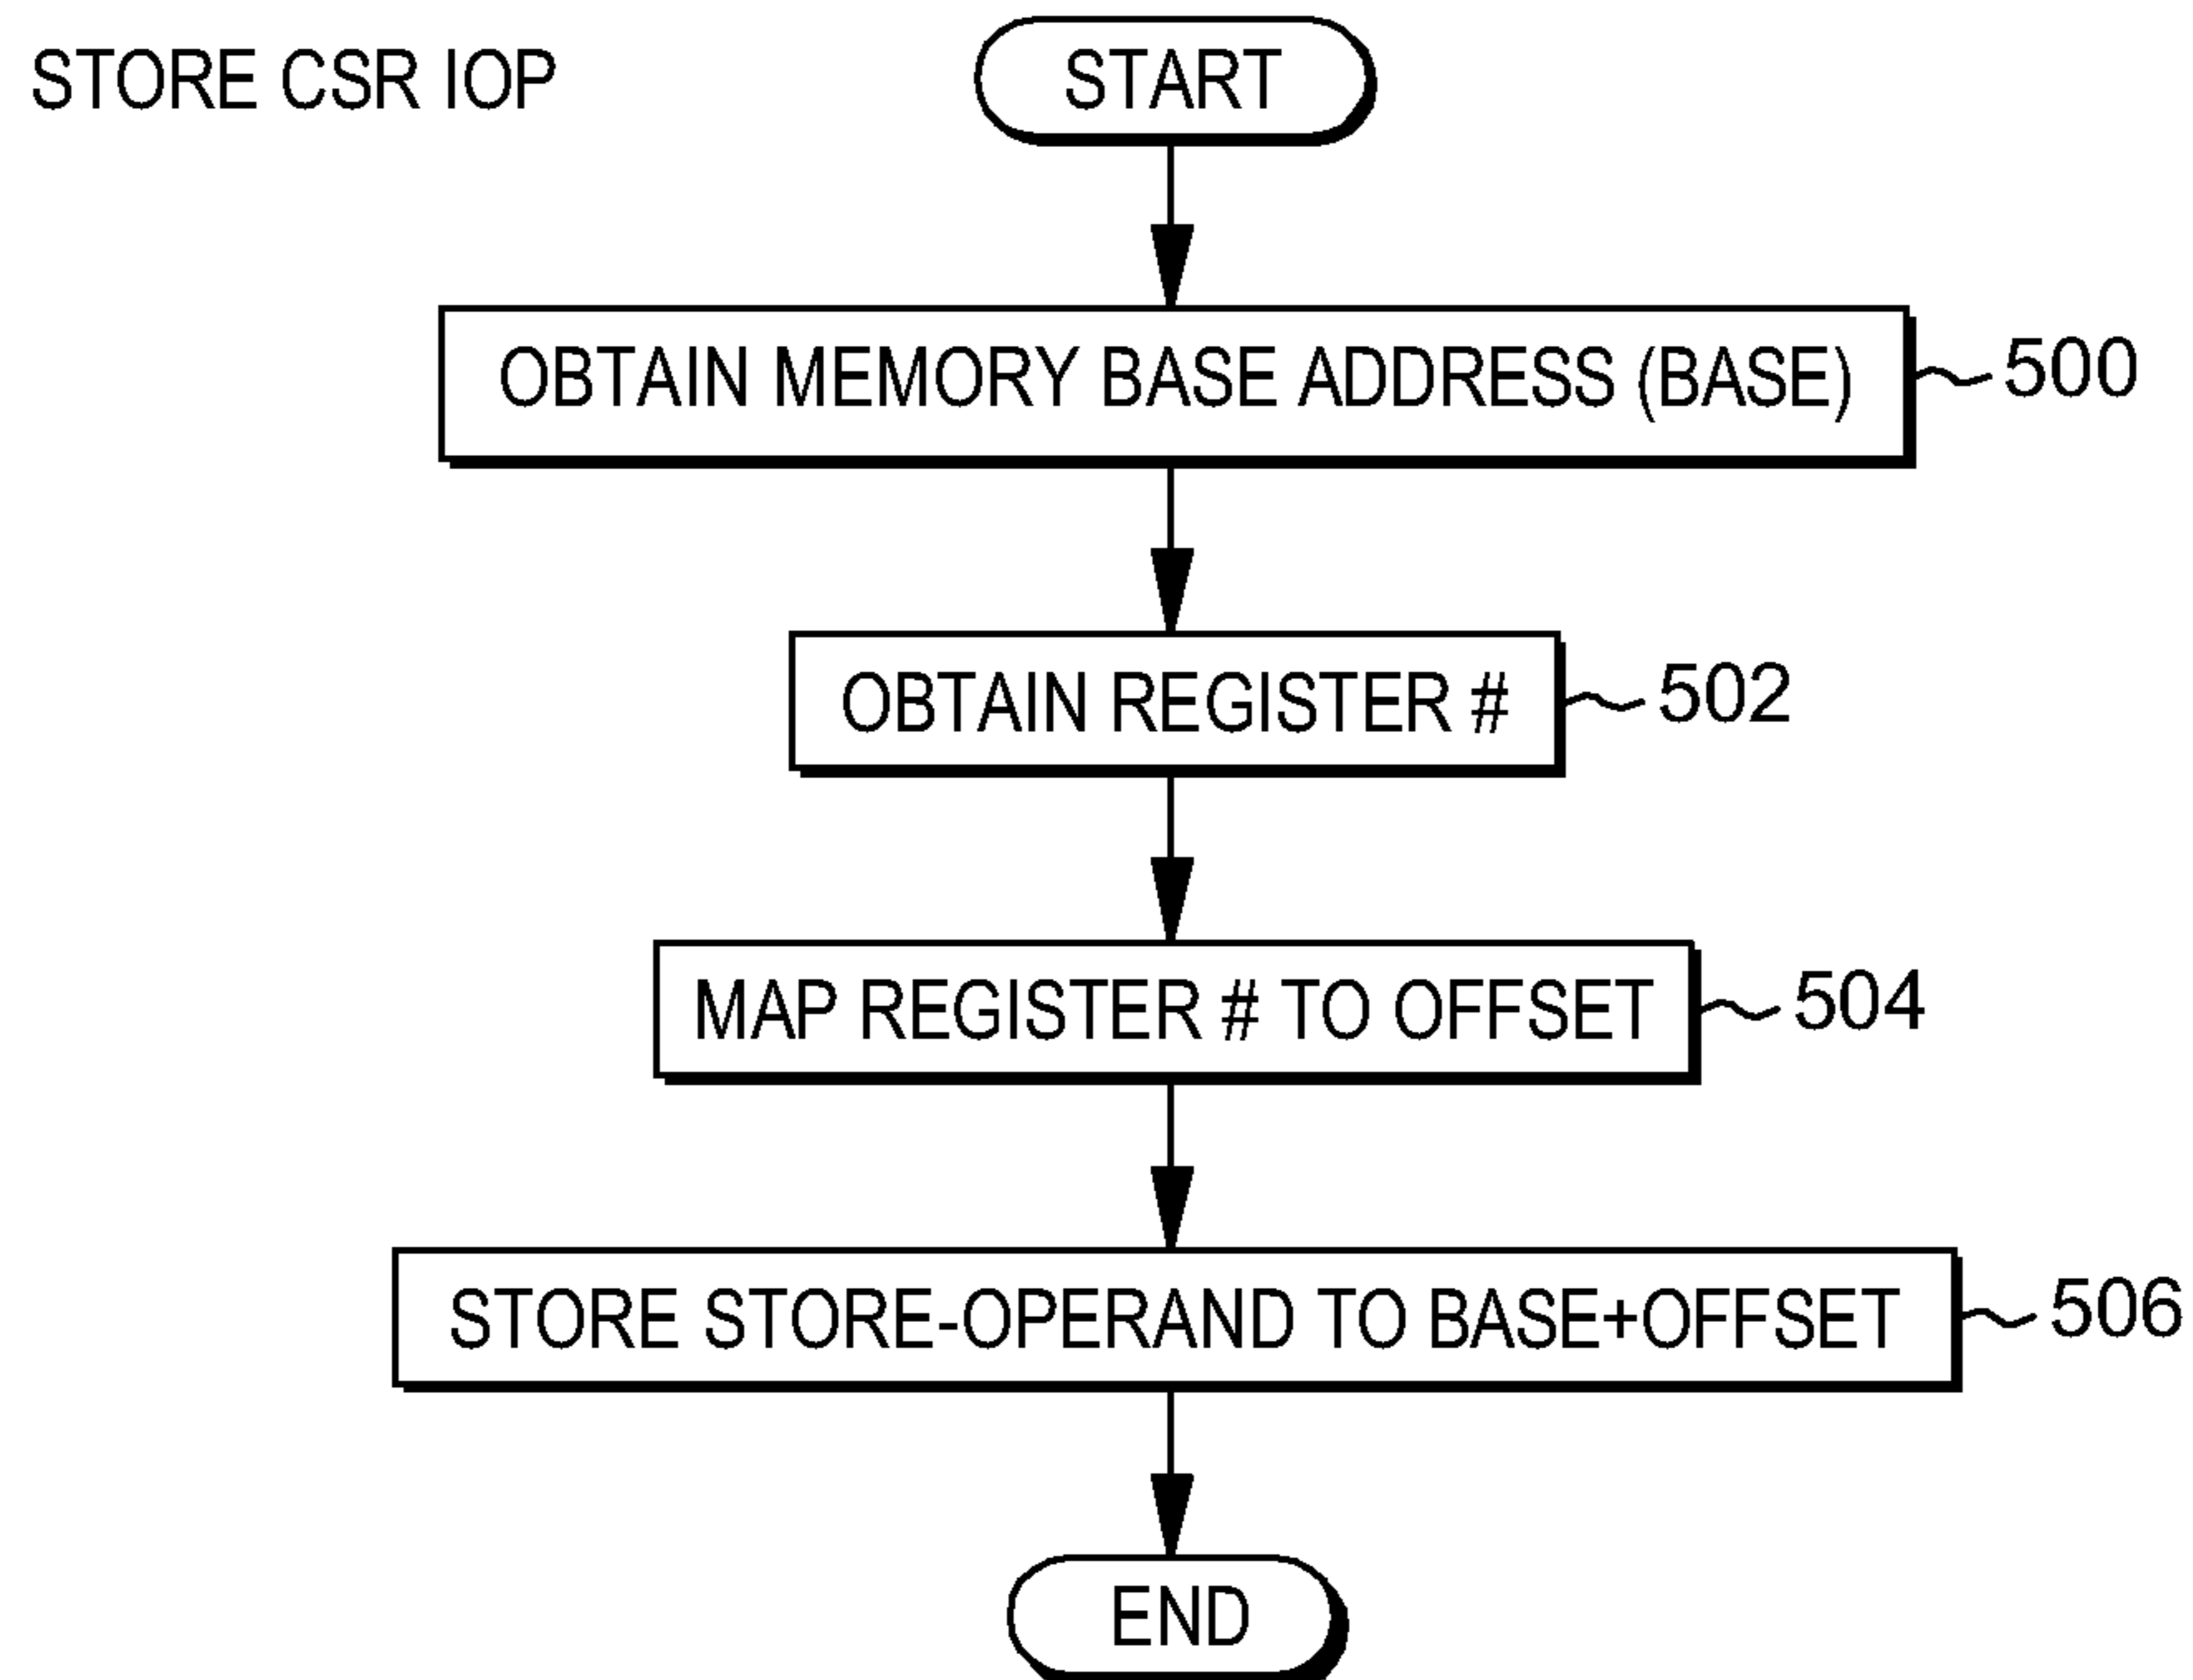 STORE CSR IOP
START
OBTAIN MEMORY BASE ADDRESS (BASE)
500
OBTAIN REGISTER #
502
MAP REGISTER # TO OFFSET
504
STORE STORE-OPERAND TO BASE+OFFSET
506
END